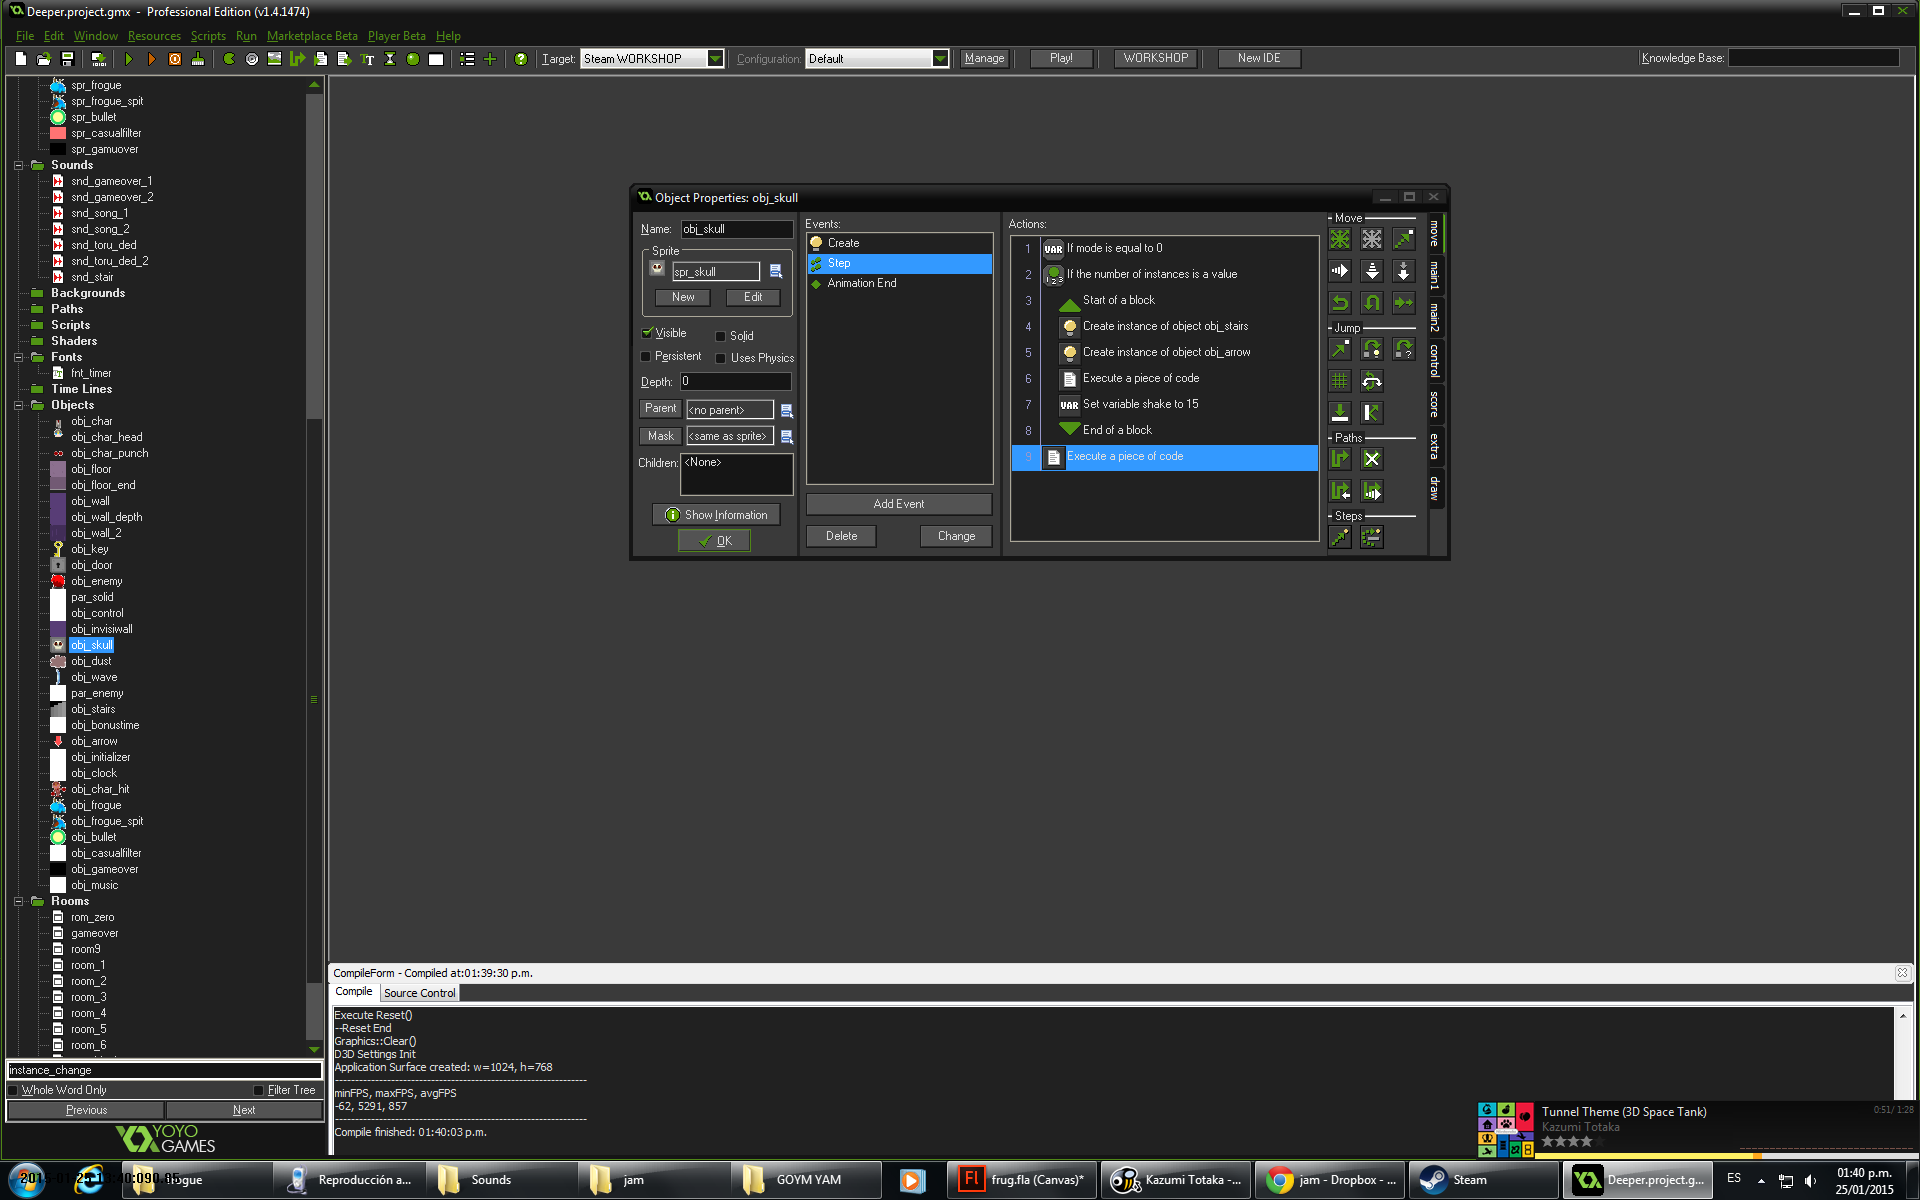 Deeper.project.gmx - Professional Edition (v1.4.1474)
File Edit Window Resources Scripts Run Marketplace Beta Player Beta Help
Target: Steam WORKSHOP Configuration: Default Manage Play! WORKSHOP New IDE Knowledge Base:
spr_frogue
spr_frogue_spit
spr_bullet
spr_casualfilter
spr_gamuover
Sounds
snd_gameover_1
snd_gameover_2
snd_song_1
snd_song_2
snd_toru_ded
snd_toru_ded_2
snd_stair
Backgrounds
Paths
Scripts
Shaders
Fonts
fnt_timer
Time Lines
Objects
obj_char
obj_char_head
obj_char_punch
obj_floor
obj_floor_end
obj_wall
obj_wall_depth
obj_wall_2
obj_key
obj_door
obj_enemy
par_solid
obj_control
obj_invisiwall
obj_skull
obj_dust
obj_wave
par_enemy
obj_stairs
obj_bonustime
obj_arrow
obj_initializer
obj_clock
obj_char_hit
obj_frogue
obj_frogue_spit
obj_bullet
obj_casualfilter
obj_gameover
obj_music
Rooms
rom_zero
gameover
room9
room_1
room_2
room_3
room_4
room_5
room_6
instance_change
Whole Word Only Filter Tree
Previous Next
YOYO
GAMES
Object Properties: obj_skull
Name: obj_skull
Sprite
spr_skull
New Edit
Visible Solid
Persistent Uses Physics
Depth: 0
Parent <no parent>
Mask <same as sprite>
Children: <None>
Show Information
OK
Events:
Create
Step
Animation End
Add Event
Delete Change
Actions:
1 VAR If mode is equal to 0
2 If the number of instances is a value
3 Start of a block
4 Create instance of object obj_stairs
5 Create instance of object obj_arrow
6 Execute a piece of code
7 VAR Set variable shake to 15
8 End of a block
9 Execute a piece of code
Move
Jump
Paths
Steps
move
main1
main2
control
score
extra
draw
CompileForm - Compiled at:01:39:30 p.m.
Compile Source Control
Execute Reset()
--Reset End
Graphics::Clear()
D3D Settings Init
Application Surface created: w=1024, h=768
minFPS, maxFPS, avgFPS
-62, 5291, 857
Compile finished: 01:40:03 p.m.
Tunnel Theme (3D Space Tank) 0:51/ 1:28
Kazumi Totaka
Reproducción a... Sounds jam GOYM YAM frug.fla (Canvas)* Kazumi Totaka -... jam - Dropbox - ... Steam Deeper.project.g... ES 01:40 p.m.
25/01/2015